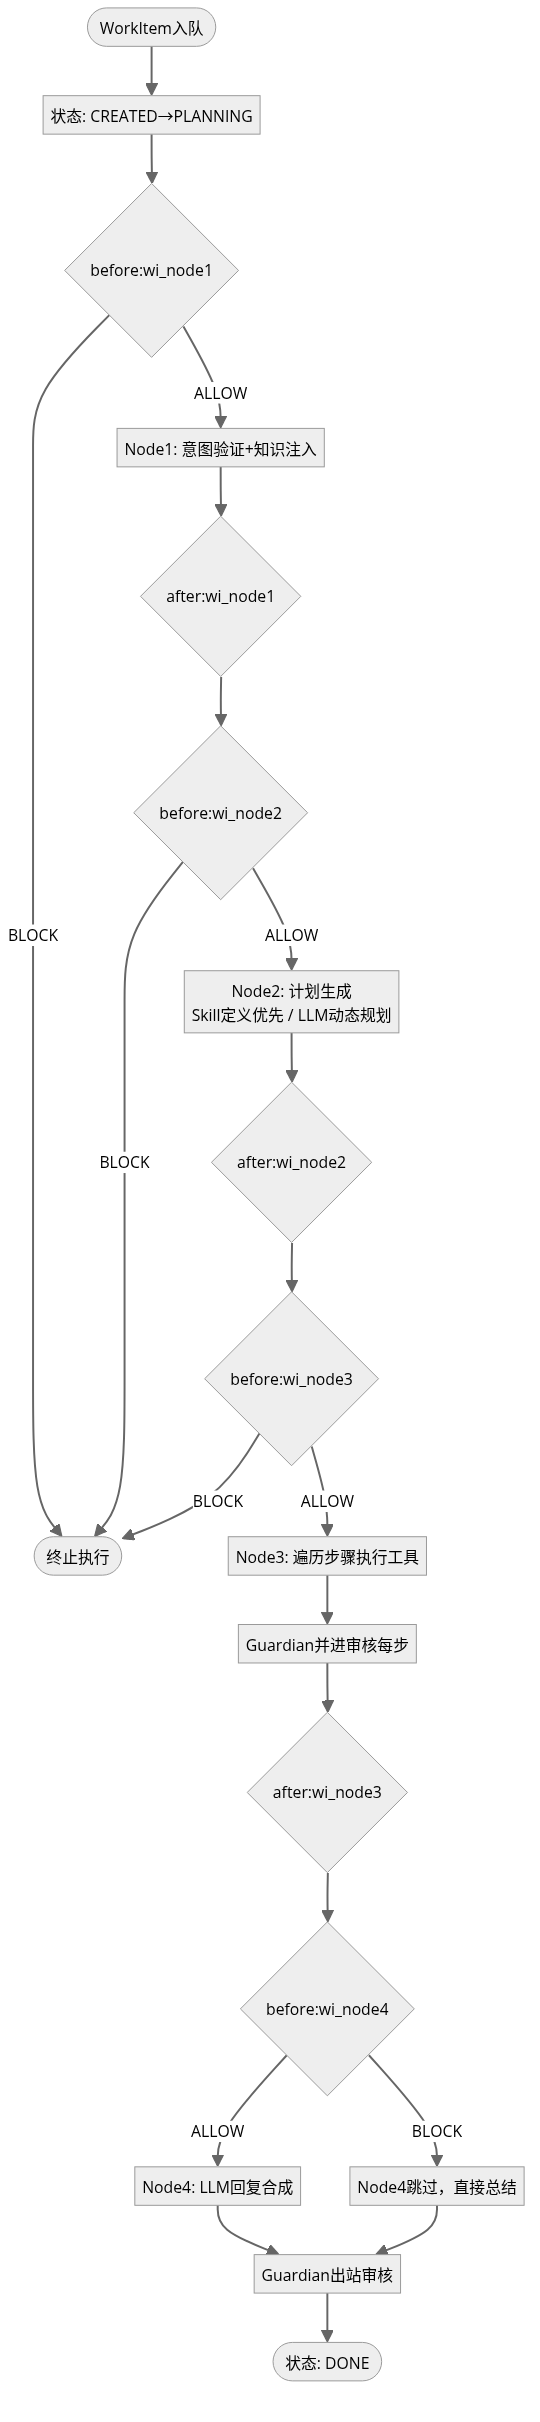 WorkItem入队
状态: CREATED→PLANNING
before:wi_node1
ALLOW
Node1: 意图验证+知识注入
after:wi_node1
before:wi_node2
BLOCK
ALLOW
Node2: 计划生成
Skill定义优先 / LLM动态规划
BLOCK
after:wi_node2
before:wi_node3
BLOCK
ALLOW
终止执行
Node3: 遍历步骤执行工具
Guardian并进审核每步
after:wi_node3
before:wi_node4
ALLOW
BLOCK
Node4: LLM回复合成
Node4跳过，直接总结
Guardian出站审核
状态: DONE